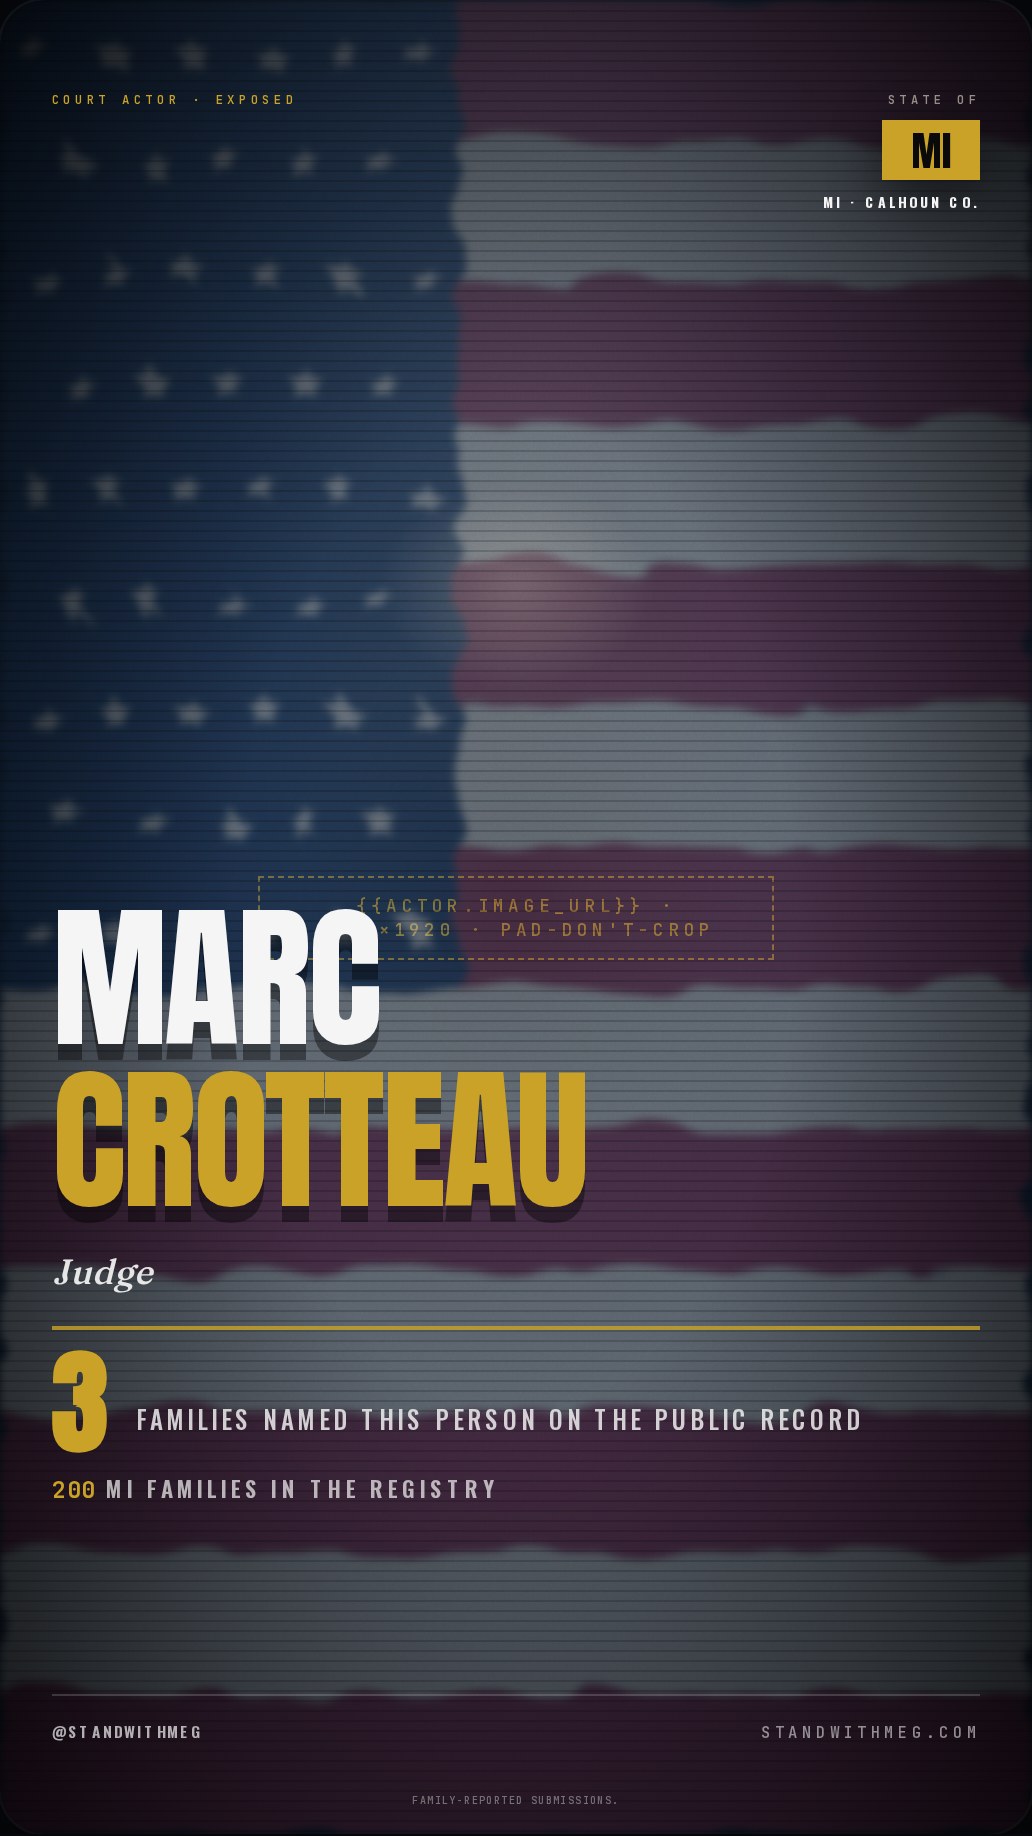 COURT ACTOR · EXPOSED
STATE OF
MI
MI · CALHOUN CO.
{{ACTOR.IMAGE_URL}} ·
×1920 · PAD-DON'T-CROP
MARC
CROTTEAU
Judge
3 FAMILIES NAMED THIS PERSON ON THE PUBLIC RECORD
200 MI FAMILIES IN THE REGISTRY
@STANDWITHMEG
STANDWITHMEG.COM
FAMILY-REPORTED SUBMISSIONS.